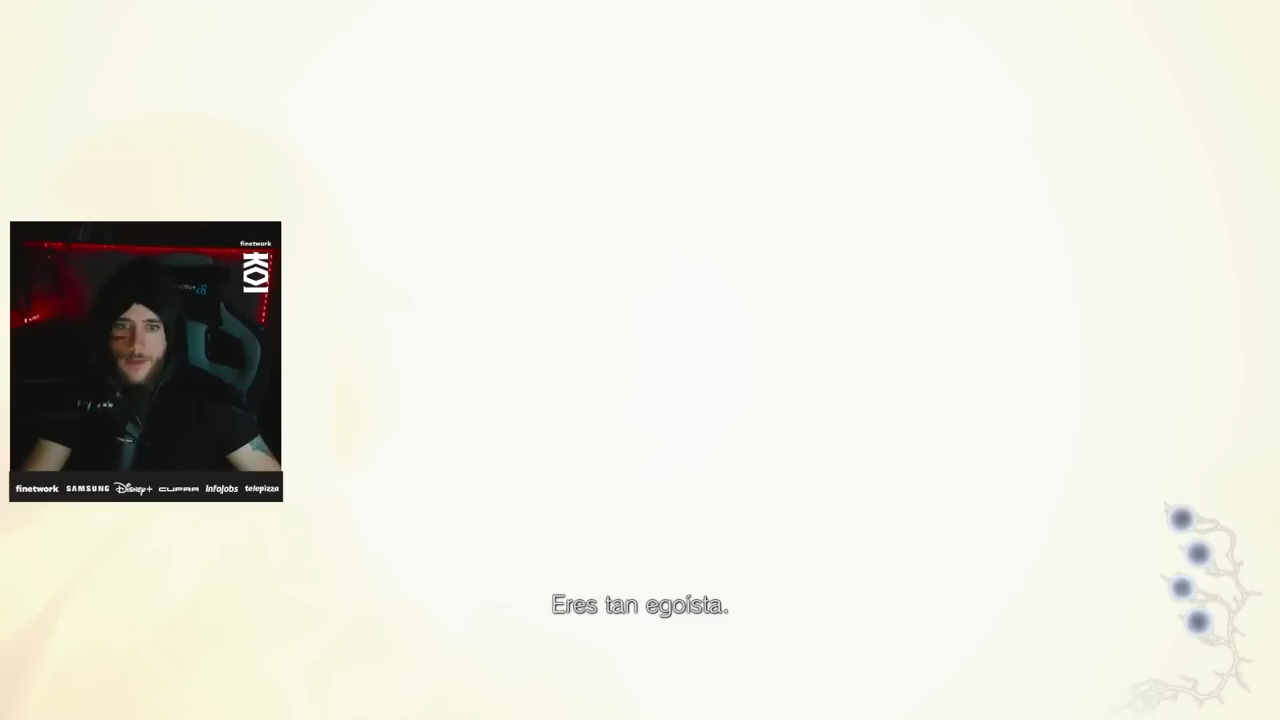 finetwork
KOI
finetwork SAMSUNG Disney+ CUPRA InfoJobs telepizza
Eres tan egoísta.